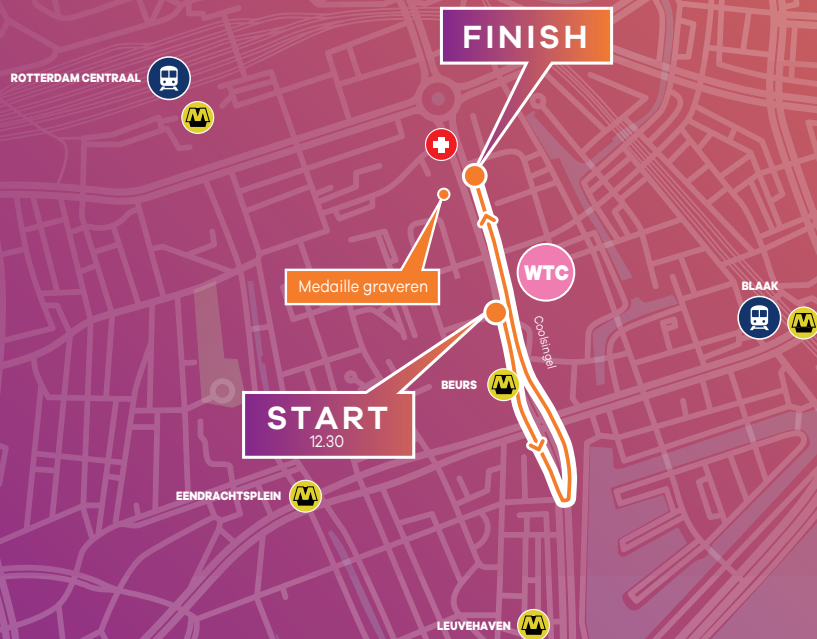 FINISH
ROTTERDAM CENTRAAL
M
WTC
Medaille graveren
BLAAK
M
Coolsingel
BEURS
M
START
12.30
EENDRACHTSPLEIN
M
LEUVEHAVEN
M